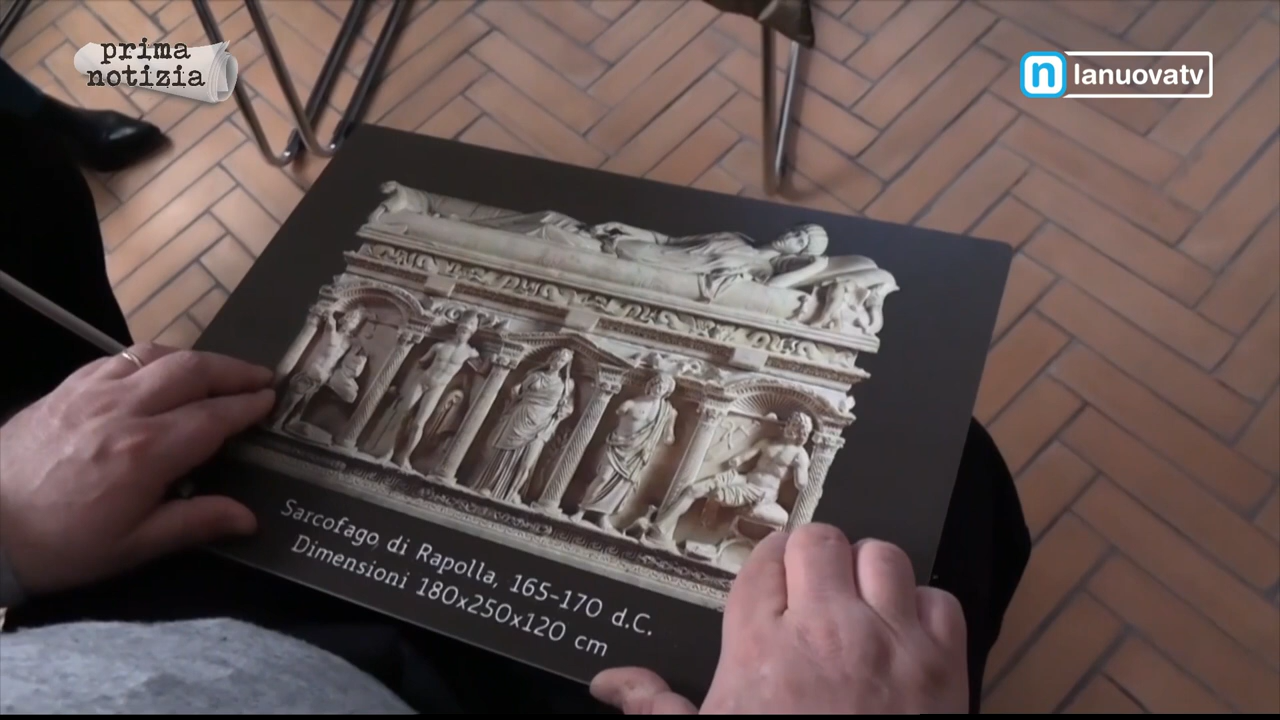 prima
notizia
n lanuovatv
Sarcofago, di Rapolla, 165-170 d.C.
Dimensioni 180x250x120 cm